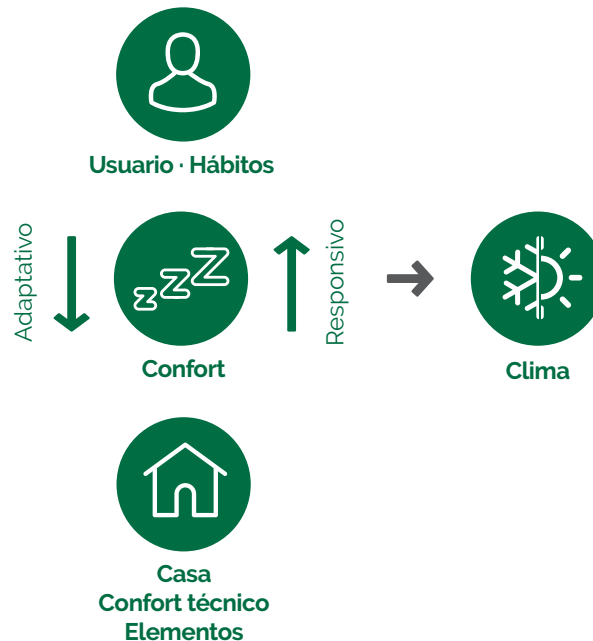 Usuario · Hábitos
Adaptativo
Responsivo
Confort
Clima
Casa
Confort técnico
Elementos